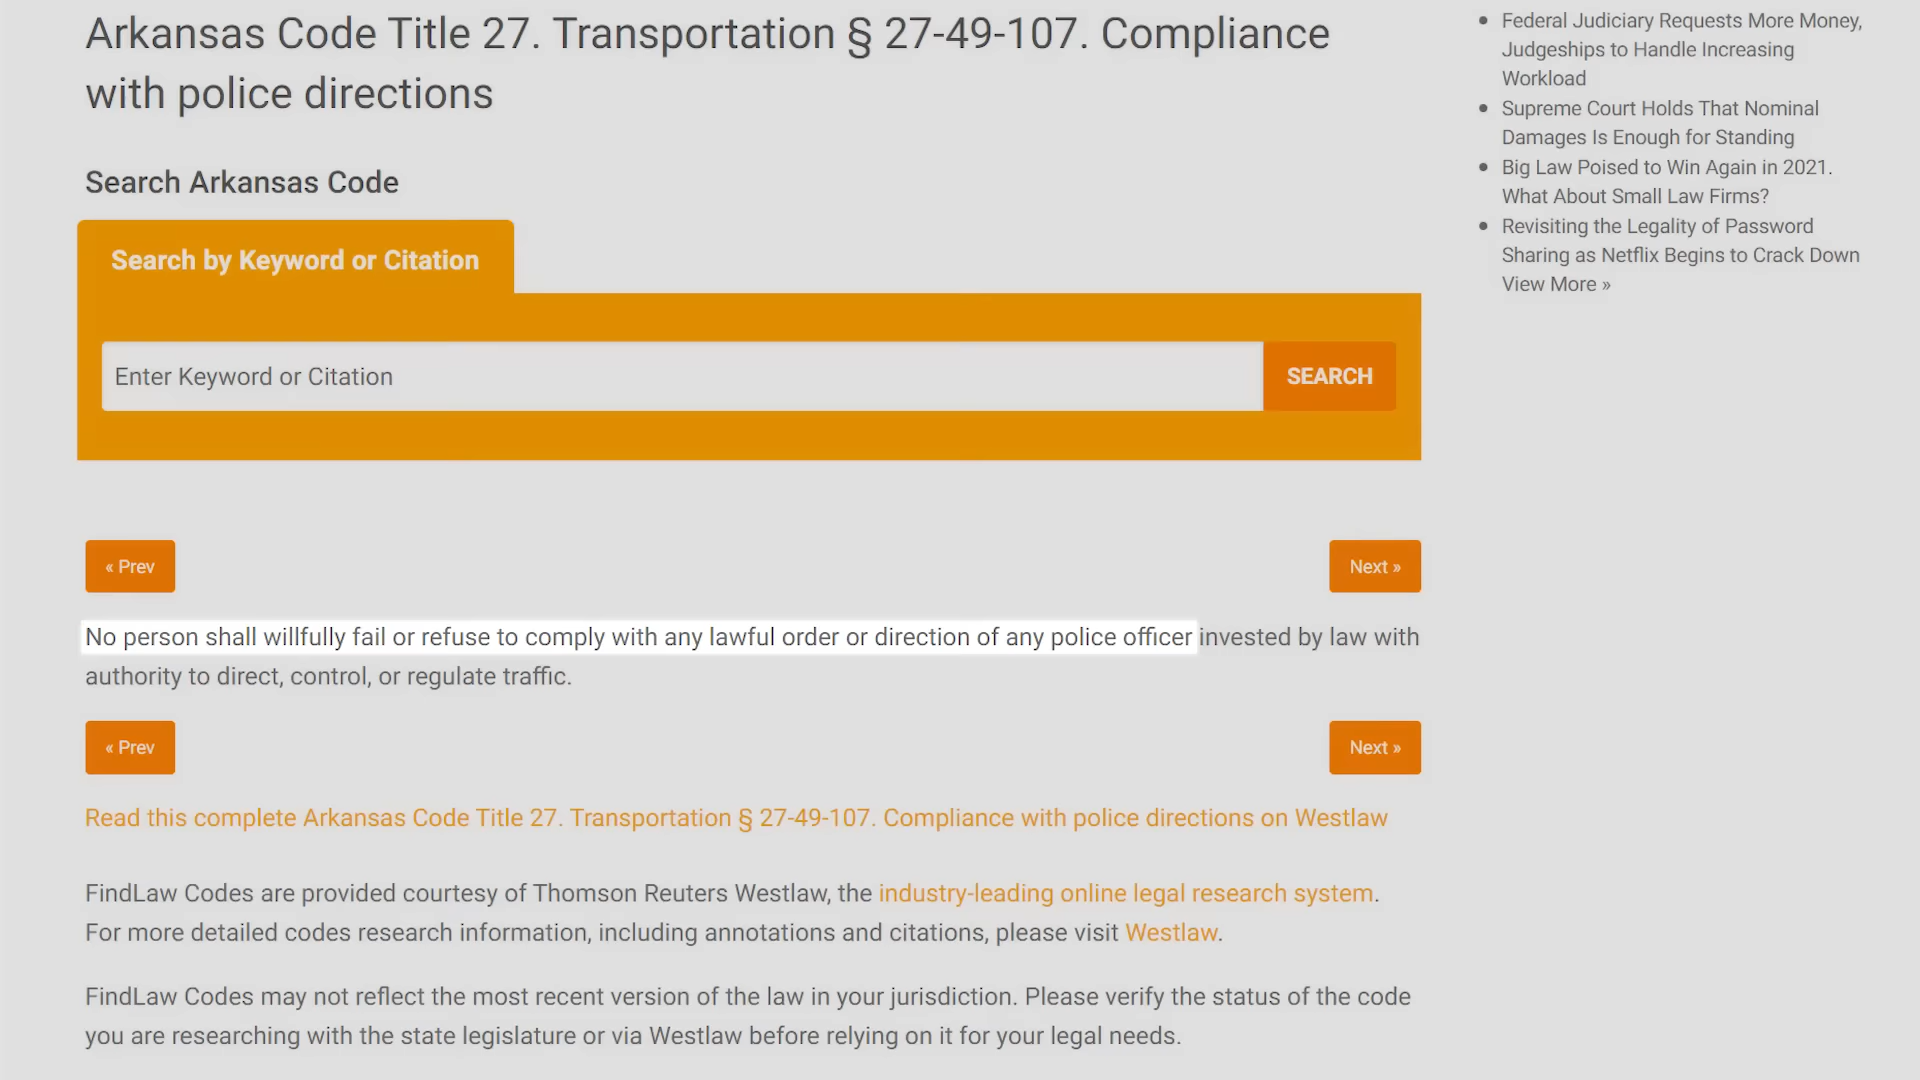 Arkansas Code Title 27. Transportation § 27-49-107. Compliance
with police directions
Search Arkansas Code
Search by Keyword or Citation
Enter Keyword or Citation
SEARCH
« Prev
Next »
No person shall willfully fail or refuse to comply with any lawful order or direction of any police officer invested by law with
authority to direct, control, or regulate traffic.
« Prev
Next »
Read this complete Arkansas Code Title 27. Transportation § 27-49-107. Compliance with police directions on Westlaw
FindLaw Codes are provided courtesy of Thomson Reuters Westlaw, the industry-leading online legal research system.
For more detailed codes research information, including annotations and citations, please visit Westlaw.
FindLaw Codes may not reflect the most recent version of the law in your jurisdiction. Please verify the status of the code
you are researching with the state legislature or via Westlaw before relying on it for your legal needs.
• Federal Judiciary Requests More Money,
Judgeships to Handle Increasing
Workload
• Supreme Court Holds That Nominal
Damages Is Enough for Standing
• Big Law Poised to Win Again in 2021.
What About Small Law Firms?
• Revisiting the Legality of Password
Sharing as Netflix Begins to Crack Down
View More »